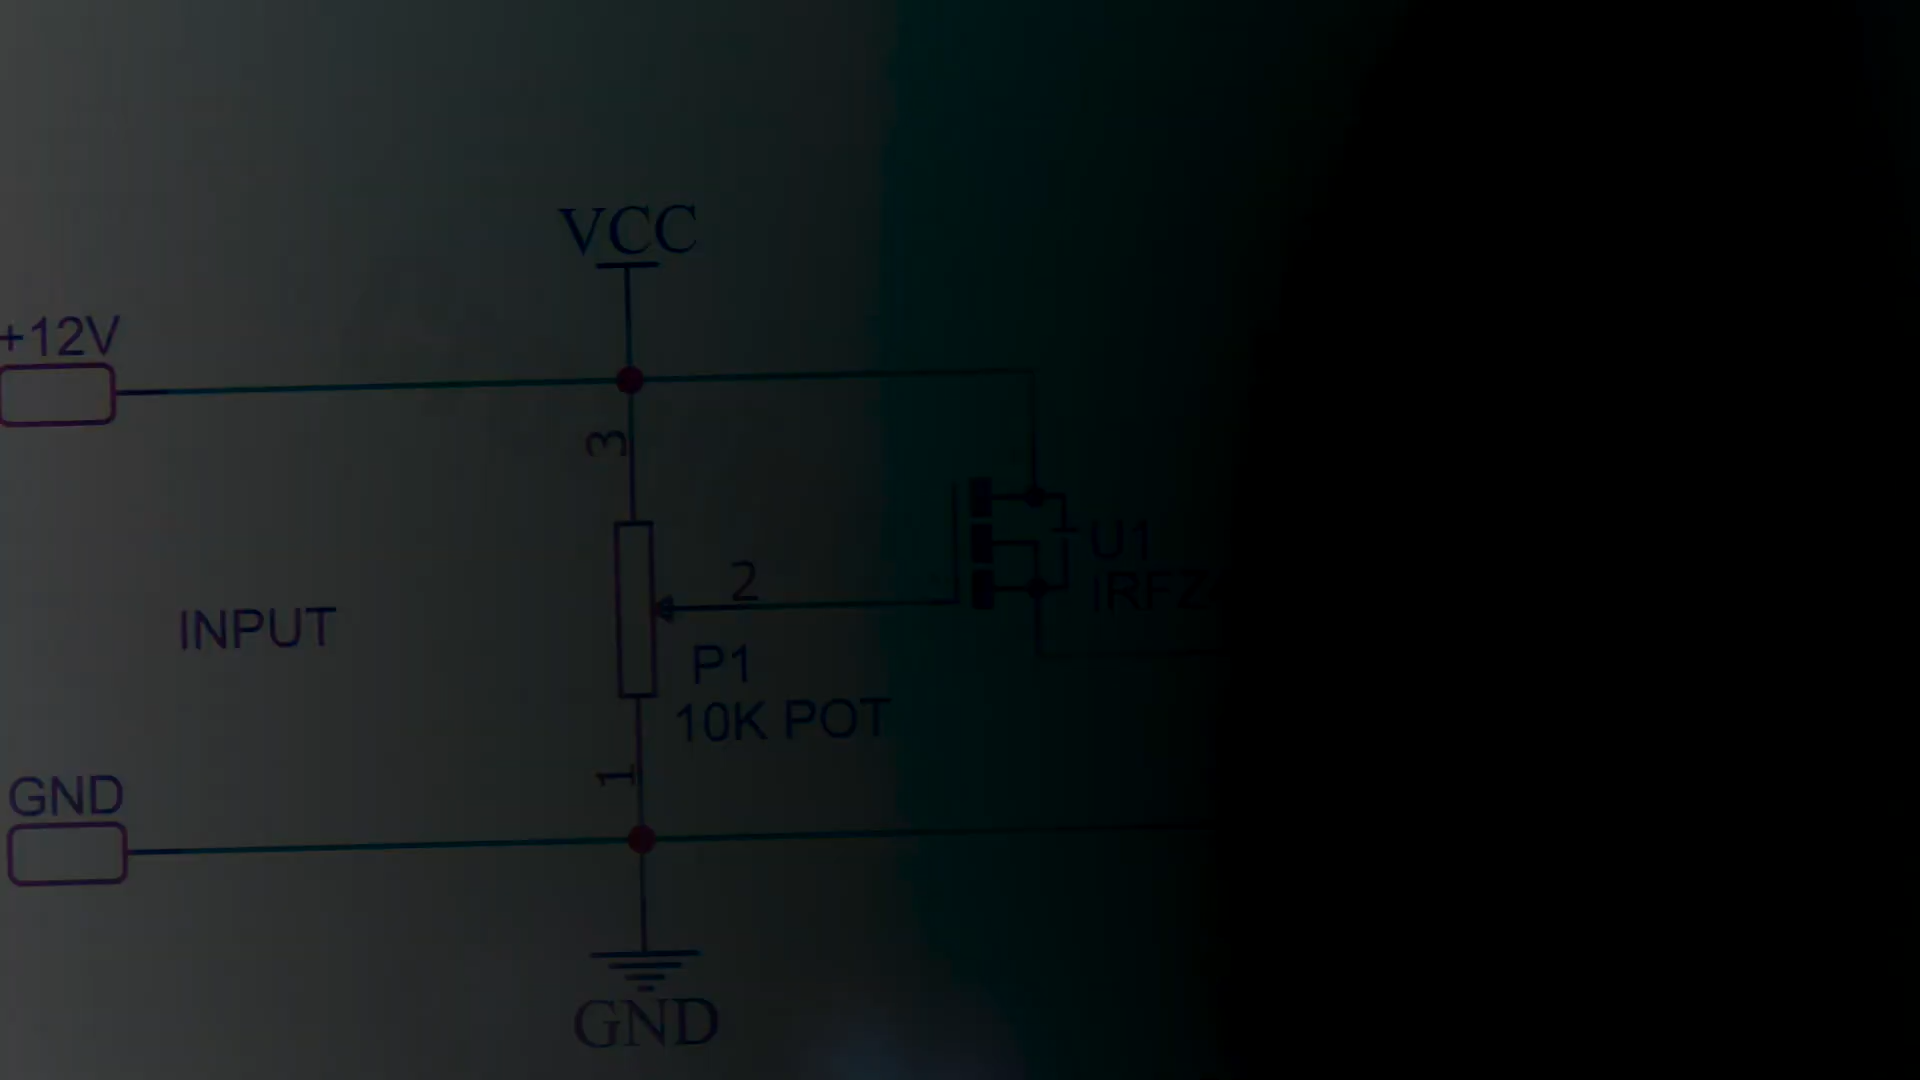 VCC
+12V
3
U1
2
INPUT
P1
10K POT
1
GND
GND